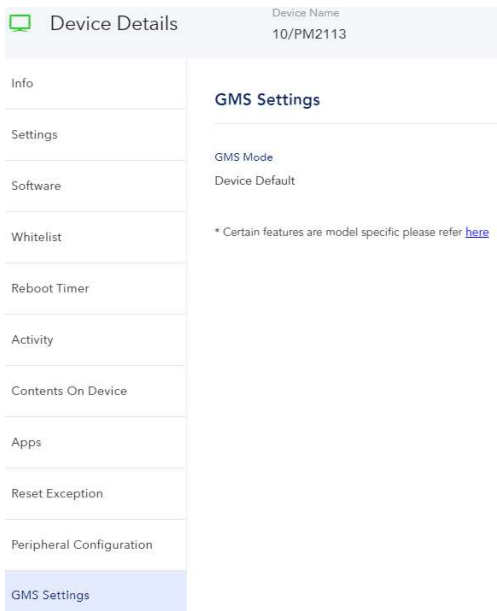 Device Details
Device Name
10/PM2113
Info
Settings
Software
Whitelist
Reboot Timer
Activity
Contents On Device
Apps
Reset Exception
Peripheral Configuration
GMS Settings
GMS Settings
GMS Mode
Device Default
* Certain features are model specific please refer here